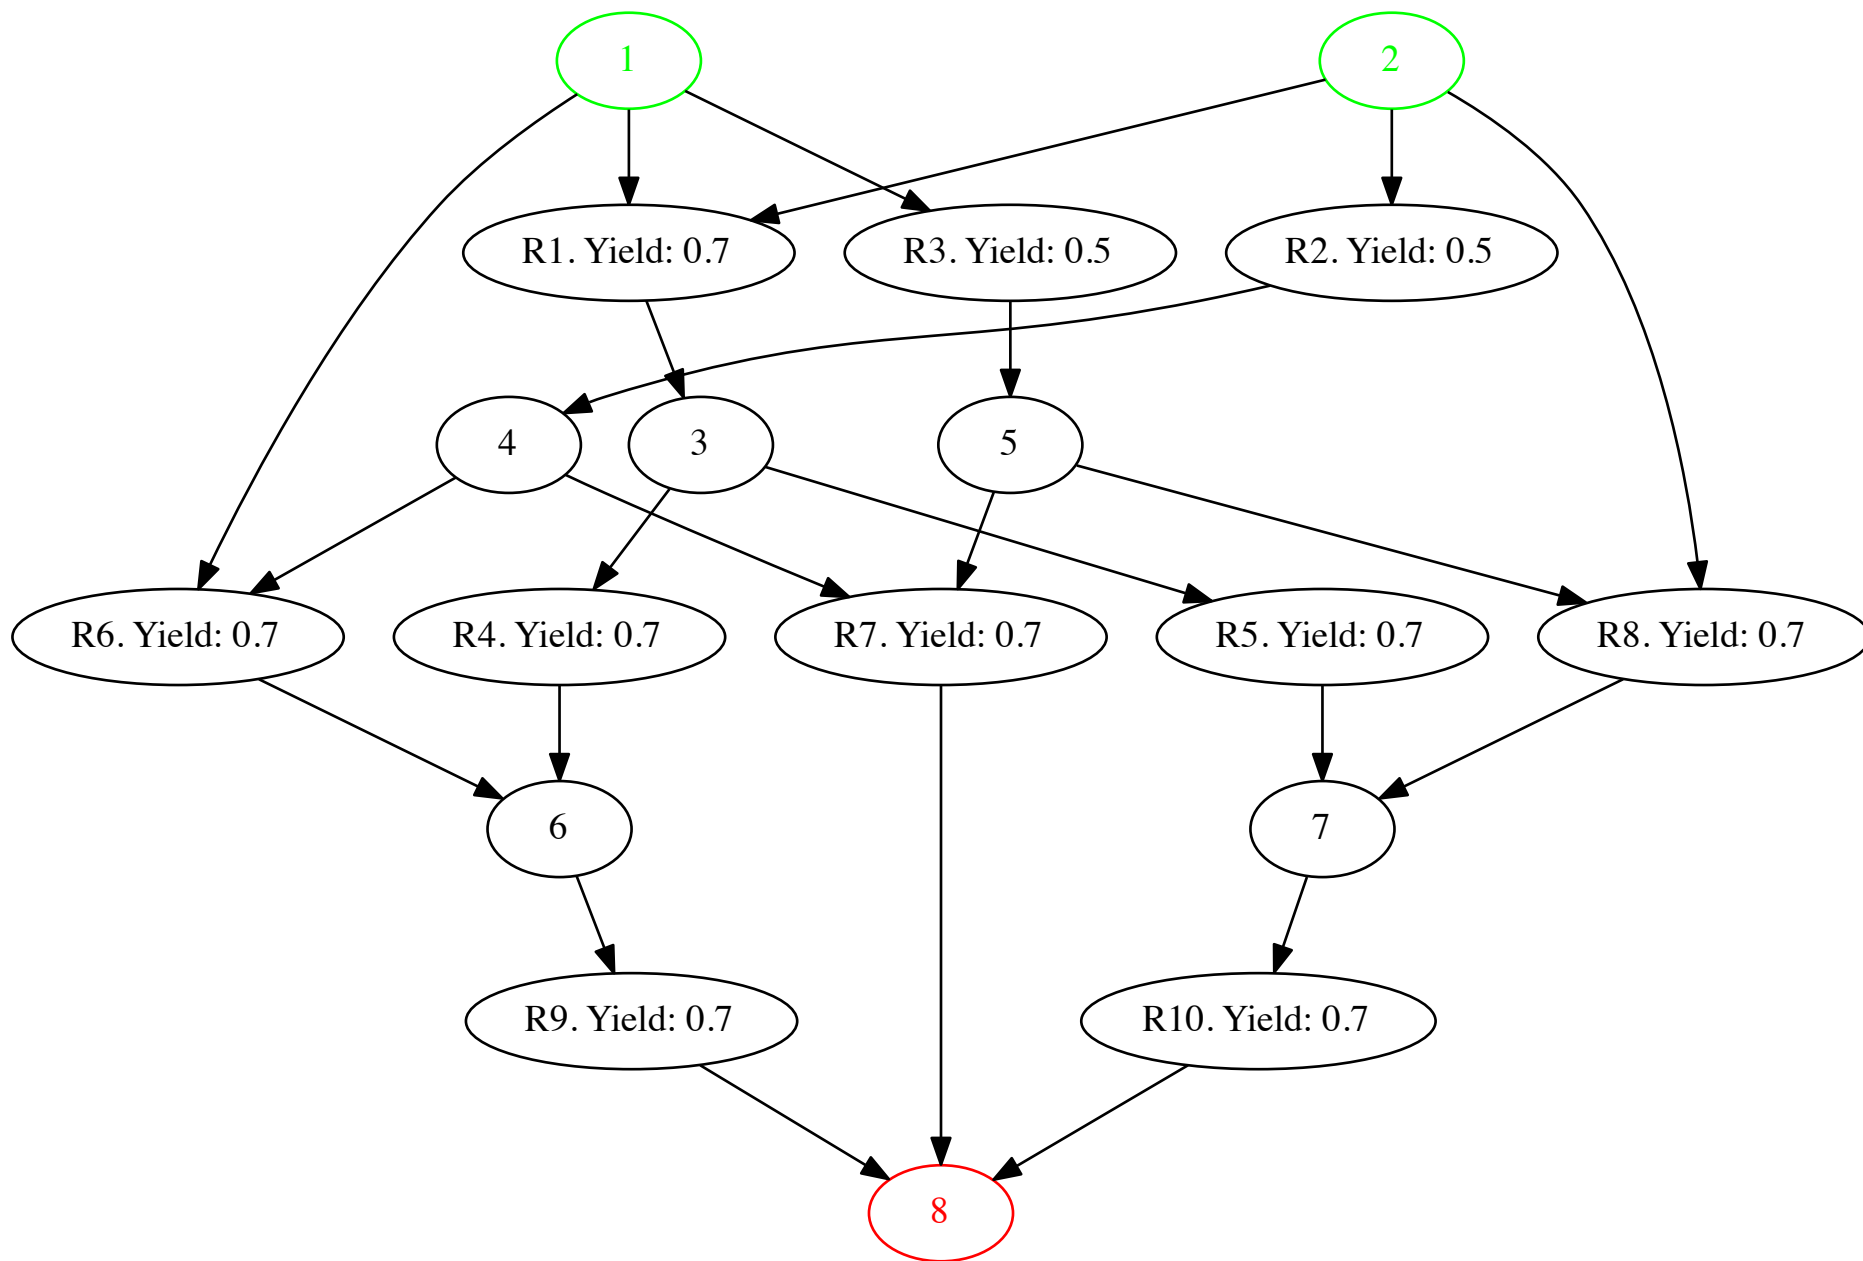 1
2
R1. Yield: 0.7
R3. Yield: 0.5
R2. Yield: 0.5
4
3
5
R6. Yield: 0.7
R4. Yield: 0.7
R7. Yield: 0.7
R5. Yield: 0.7
R8. Yield: 0.7
6
7
R9. Yield: 0.7
R10. Yield: 0.7
8